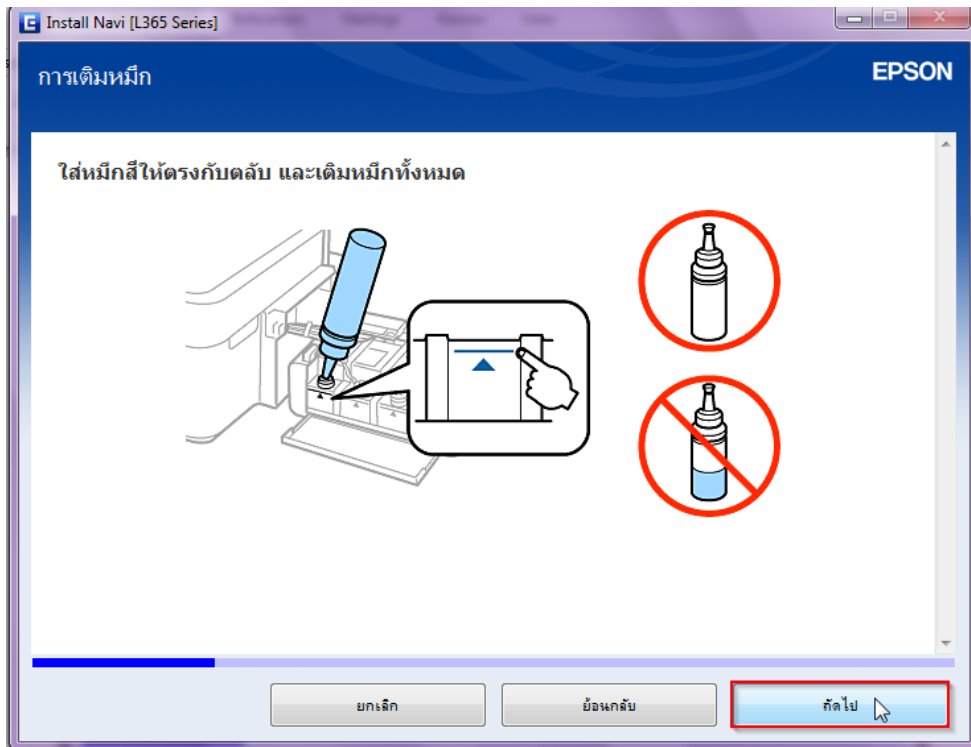 Install Navi [L365 Series]
การเติมหมึก
EPSON
ใส่หมึกสีให้ตรงกับตลับ และเติมหมึกทั้งหมด
ยกเลิก
ย้อนกลับ
ถัดไป